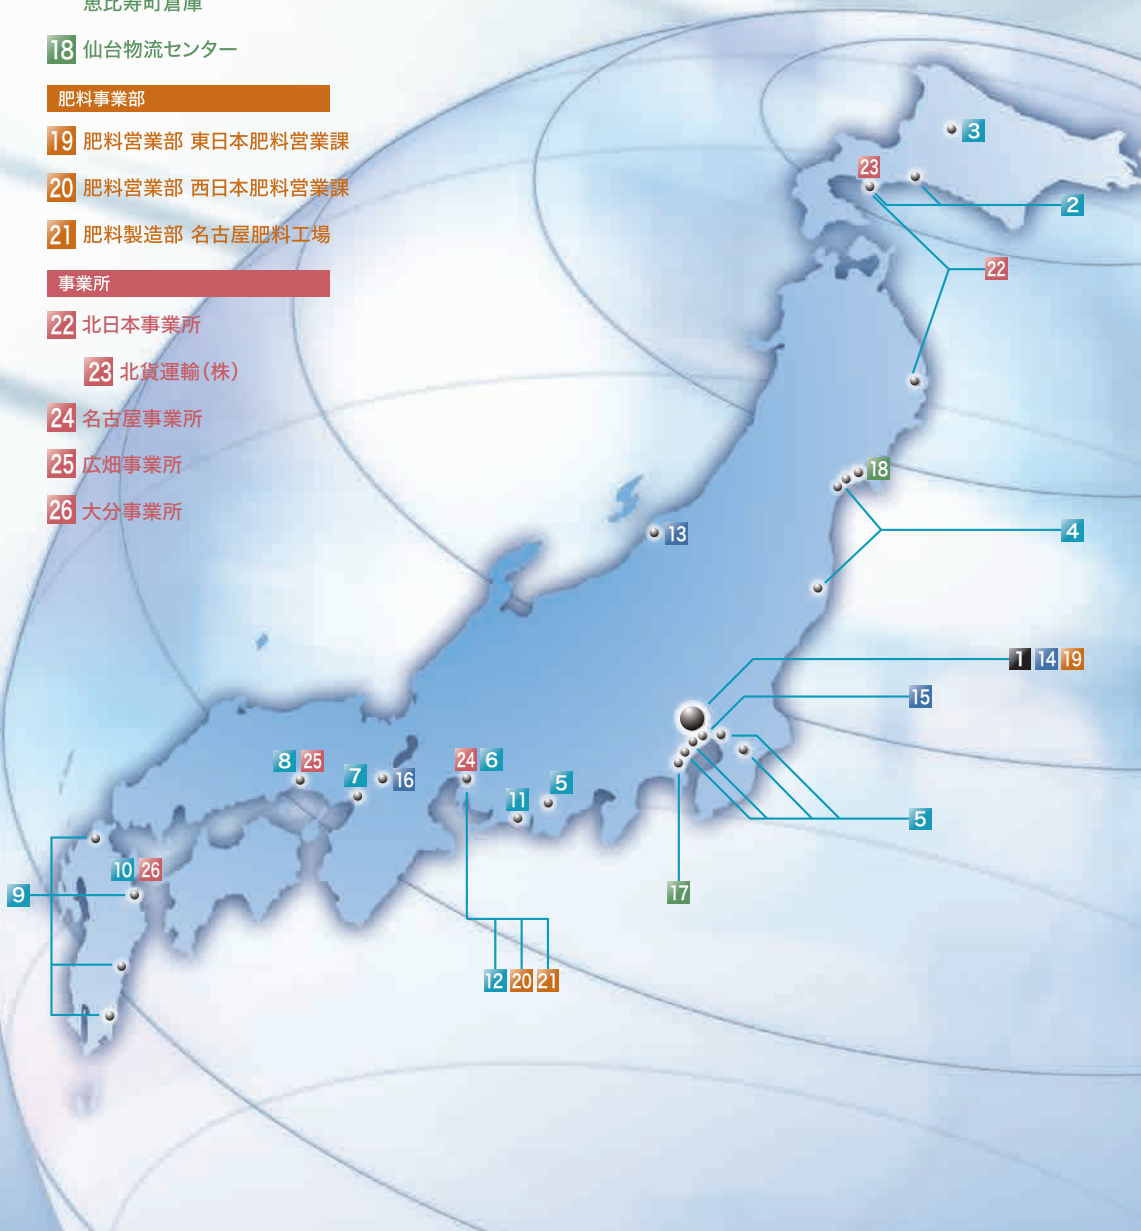 恵比寿町倉庫
18 仙台物流センター
肥料事業部
19 肥料営業部 東日本肥料営業課
20 肥料営業部 西日本肥料営業課
21 肥料製造部 名古屋肥料工場
事業所
22 北日本事業所
23 北貨運輸(株)
24 名古屋事業所
25 広畑事業所
26 大分事業所
3
23
2
22
18
13
4
1 14 19
15
24 6
8 25
7
16
5
11
5
10 26
9
17
12 20 21